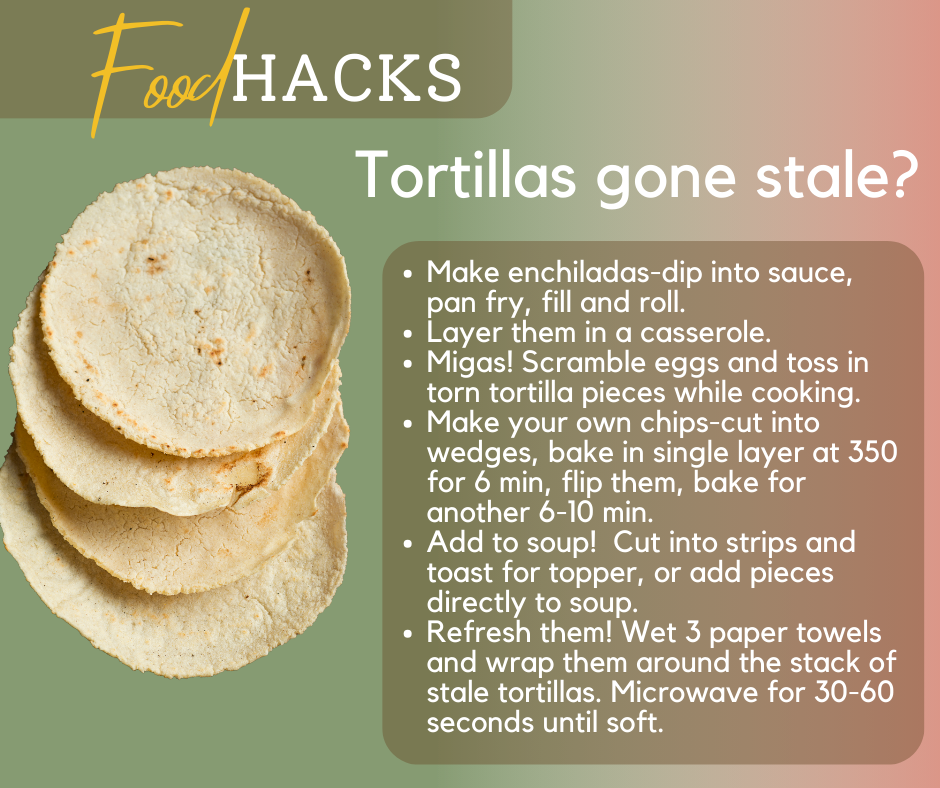 Food HACKS
Tortillas gone stale?
• Make enchiladas-dip into sauce,
pan fry, fill and roll.
• Layer them in a casserole.
• Migas! Scramble eggs and toss in
torn tortilla pieces while cooking.
• Make your own chips-cut into
wedges, bake in single layer at 350
for 6 min, flip them, bake for
another 6-10 min.
• Add to soup!  Cut into strips and
toast for topper, or add pieces
directly to soup.
• Refresh them! Wet 3 paper towels
and wrap them around the stack of
stale tortillas. Microwave for 30-60
seconds until soft.